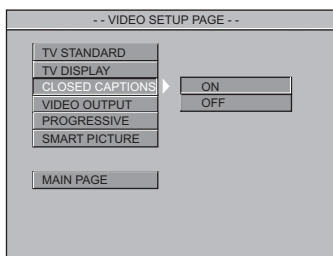 - - VIDEO SETUP PAGE - -
TV STANDARD
TV DISPLAY
CLOSED CAPTIONS
ON
VIDEO OUTPUT
OFF
PROGRESSIVE
SMART PICTURE
MAIN PAGE